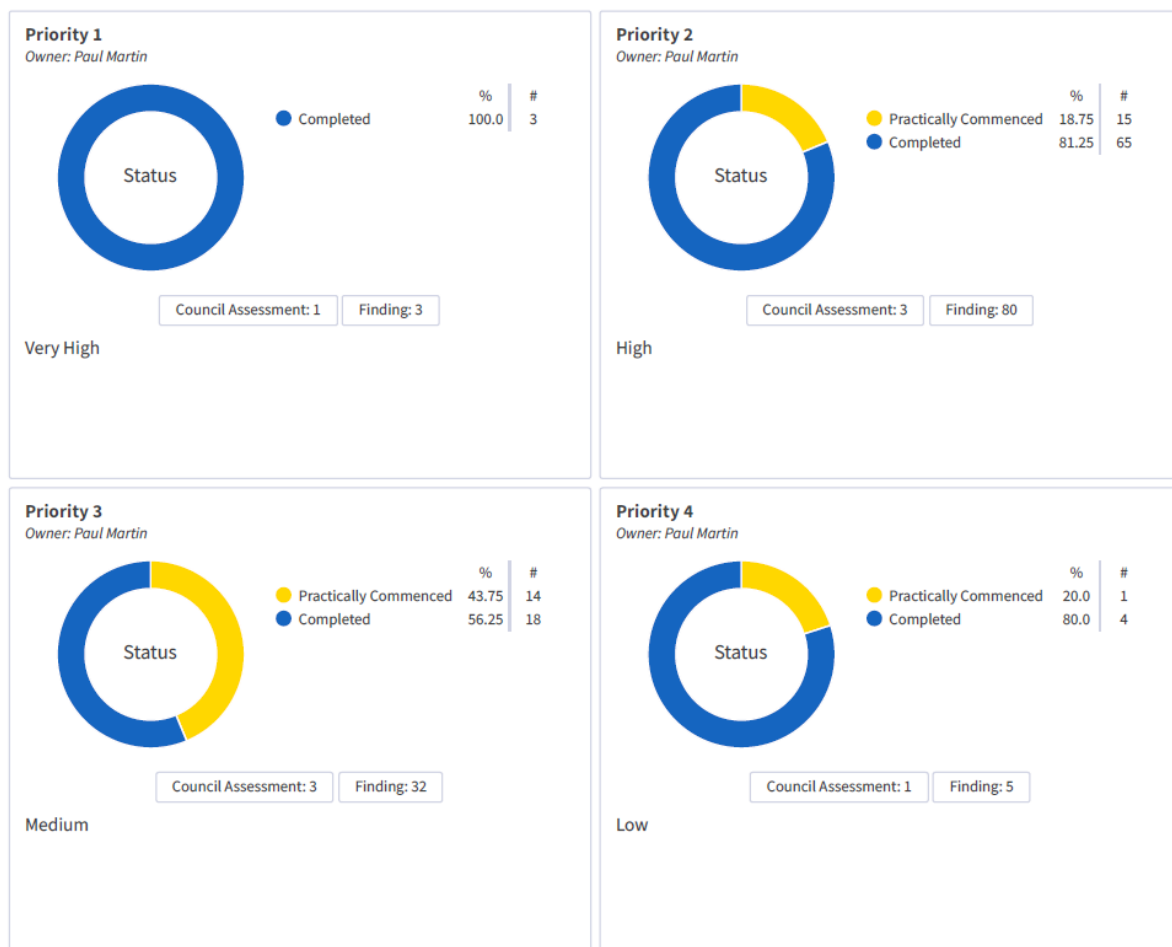 Priority 1
Owner: Paul Martin
% #
Completed 100.0 3
Status
Council Assessment: 1 Finding: 3
Very High
Priority 2
Owner: Paul Martin
% #
Practically Commenced 18.75 15
Completed 81.25 65
Status
Council Assessment: 3 Finding: 80
High
Priority 3
Owner: Paul Martin
% #
Practically Commenced 43.75 14
Completed 56.25 18
Status
Council Assessment: 3 Finding: 32
Medium
Priority 4
Owner: Paul Martin
% #
Practically Commenced 20.0 1
Completed 80.0 4
Status
Council Assessment: 1 Finding: 5
Low